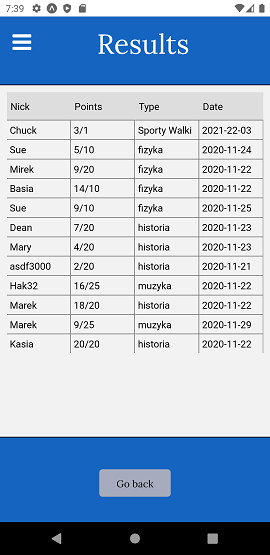 7:39
Results
Nick Points Type Date
Chuck 3/1 Sporty Walki 2021-22-03
Sue 5/10 fizyka 2020-11-24
Mirek 9/20 fizyka 2020-11-22
Basia 14/10 fizyka 2020-11-22
Sue 9/10 fizyka 2020-11-25
Dean 7/20 historia 2020-11-23
Mary 4/20 historia 2020-11-23
asdf3000 2/20 historia 2020-11-21
Hak32 16/25 muzyka 2020-11-22
Marek 18/20 historia 2020-11-22
Marek 9/25 muzyka 2020-11-29
Kasia 20/20 historia 2020-11-22
Go back